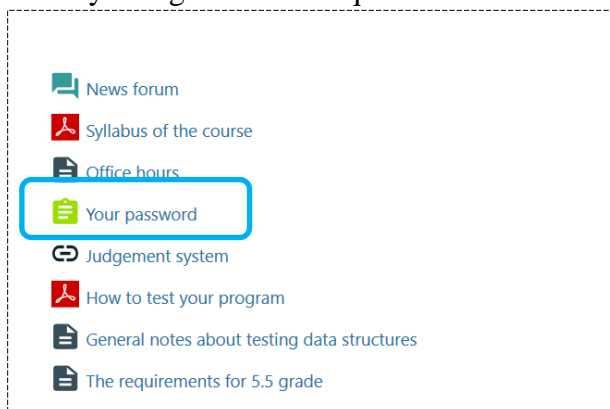 News forum
Syllabus of the course
Office hours
Your password
Judgement system
How to test your program
General notes about testing data structures
The requirements for 5.5 grade